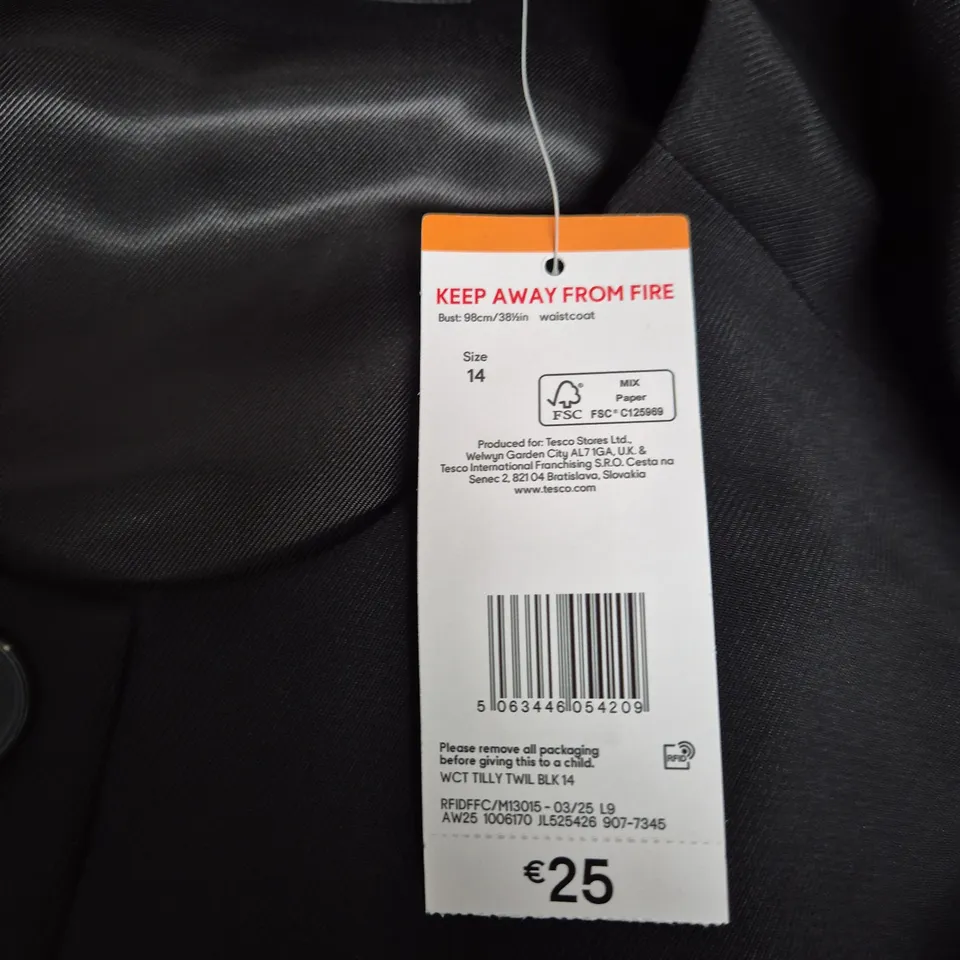 KEEP AWAY FROM FIRE
Bust: 98cm/38½in waistcoat
Size
14
MIX
Paper
FSC® C125969
FSC
®
Produced for: Tesco Stores Ltd.,
Welwyn Garden City AL7 1GA, U.K. &
Tesco International Franchising S.R.O. Cesta na
Senec 2, 821 04 Bratislava, Slovakia
www.tesco.com
5 063446 054209
Please remove all packaging
before giving this to a child.
RFID
WCT TILLY TWIL BLK 14
RFIDFFC/M13015 - 03/25 L9
AW25 1006170 JL525426 907-7345
€25